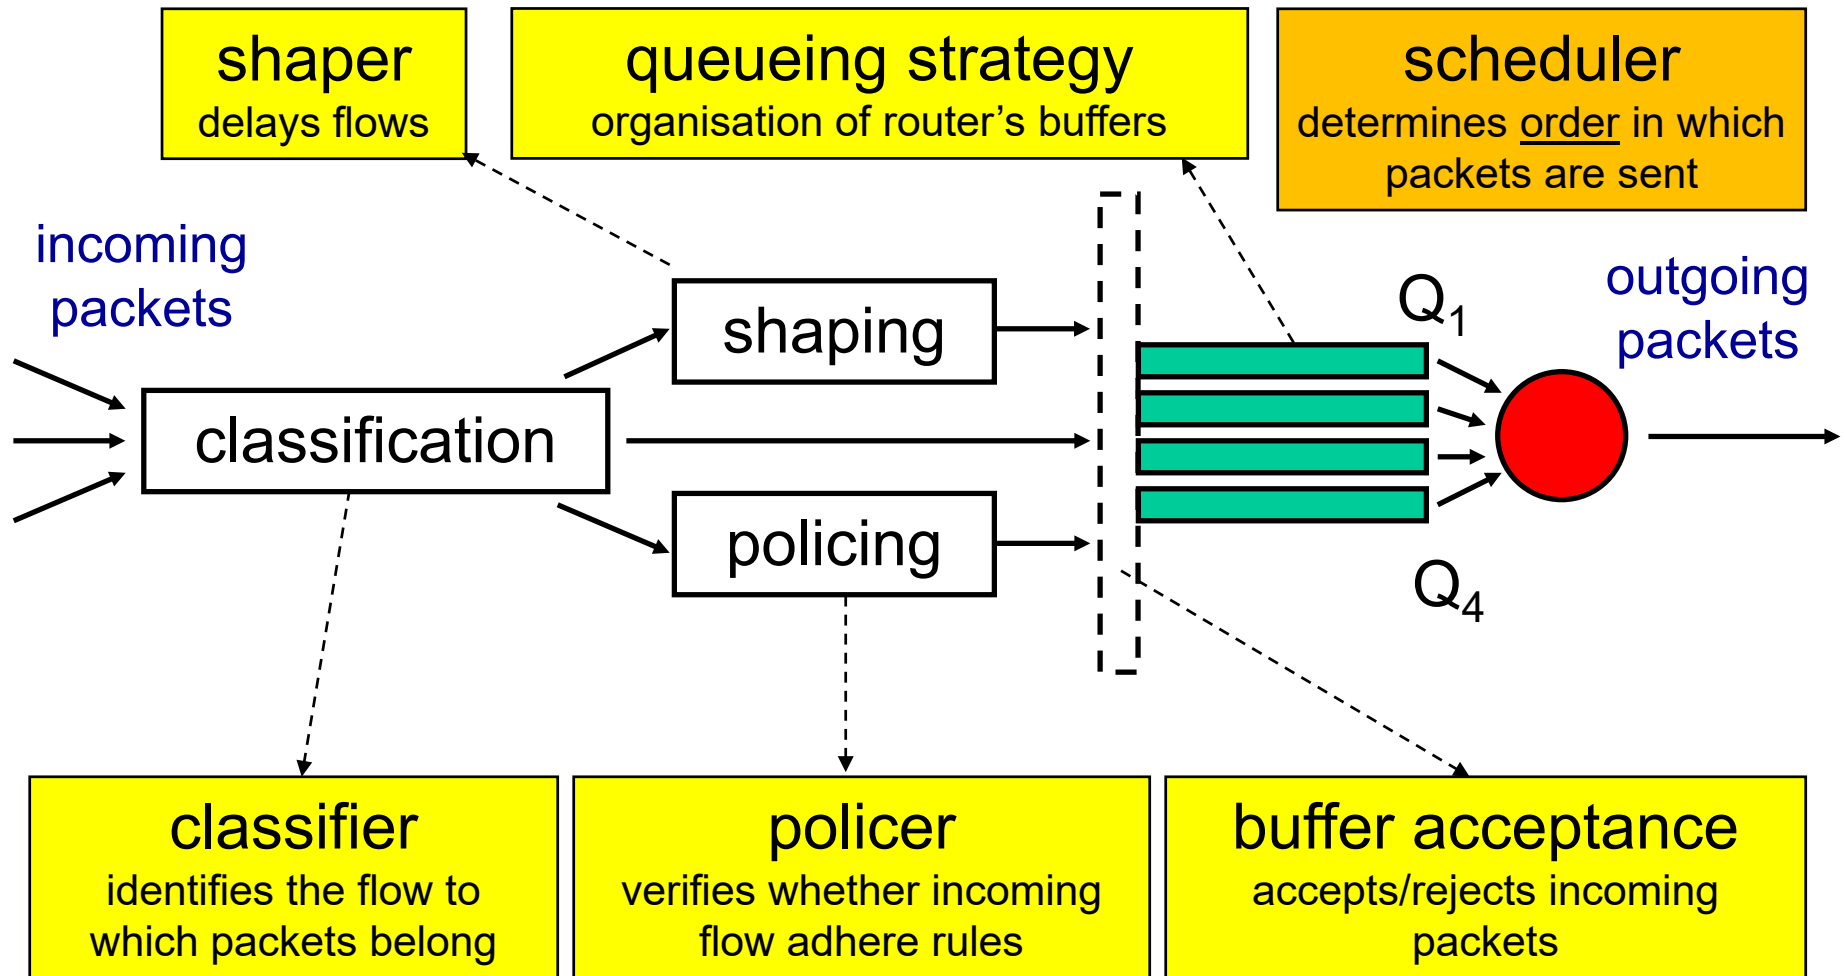 shaper
delays flows
queueing strategy
organisation of router’s buffers
scheduler
determines order in which
packets are sent
incoming
packets
shaping
Q1
outgoing
packets
classification
policing
Q4
classifier
identifies the flow to
which packets belong
policer
verifies whether incoming
flow adhere rules
buffer acceptance
accepts/rejects incoming
packets